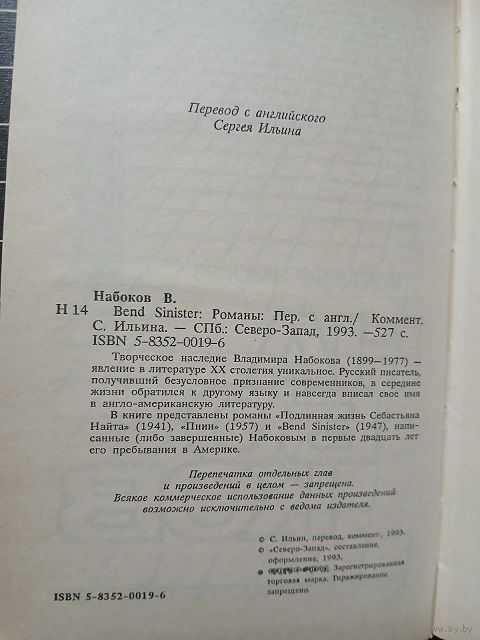 Перевод с английского
Сергея Ильина
Набоков В.
Н 14 Bend Sinister: Романы: Пер. с англ./ Коммент.
С. Ильина. — СПб.: Северо-Запад, 1993. —527 с.
ISBN 5-8352-0019-6
Творческое наследие Владимира Набокова (1899—1977) —
явление в литературе XX столетия уникальное. Русский писатель,
получивший безусловное признание современников, в середине
жизни обратился к другому языку и навсегда вписал свое имя
в англо-американскую литературу.
В книге представлены романы «Подлинная жизнь Себастьяна
Найта» (1941), «Пнин» (1957) и «Bend Sinister» (1947), напи-
санные (либо завершенные) Набоковым в первые двадцать лет
его пребывания в Америке.
Перепечатка отдельных глав
и произведений в целом — запрещена.
Всякое коммерческое использование данных произведений
возможно исключительно с ведома издателя.
© С. Ильин, перевод, коммент, 1993.
© «Северо-Запад», составление,
оформление, 1993.
Зарегистрированная
торговая марка. Тиражирование
запрещено.
ISBN 5-8352-0019-6
www.ay.by